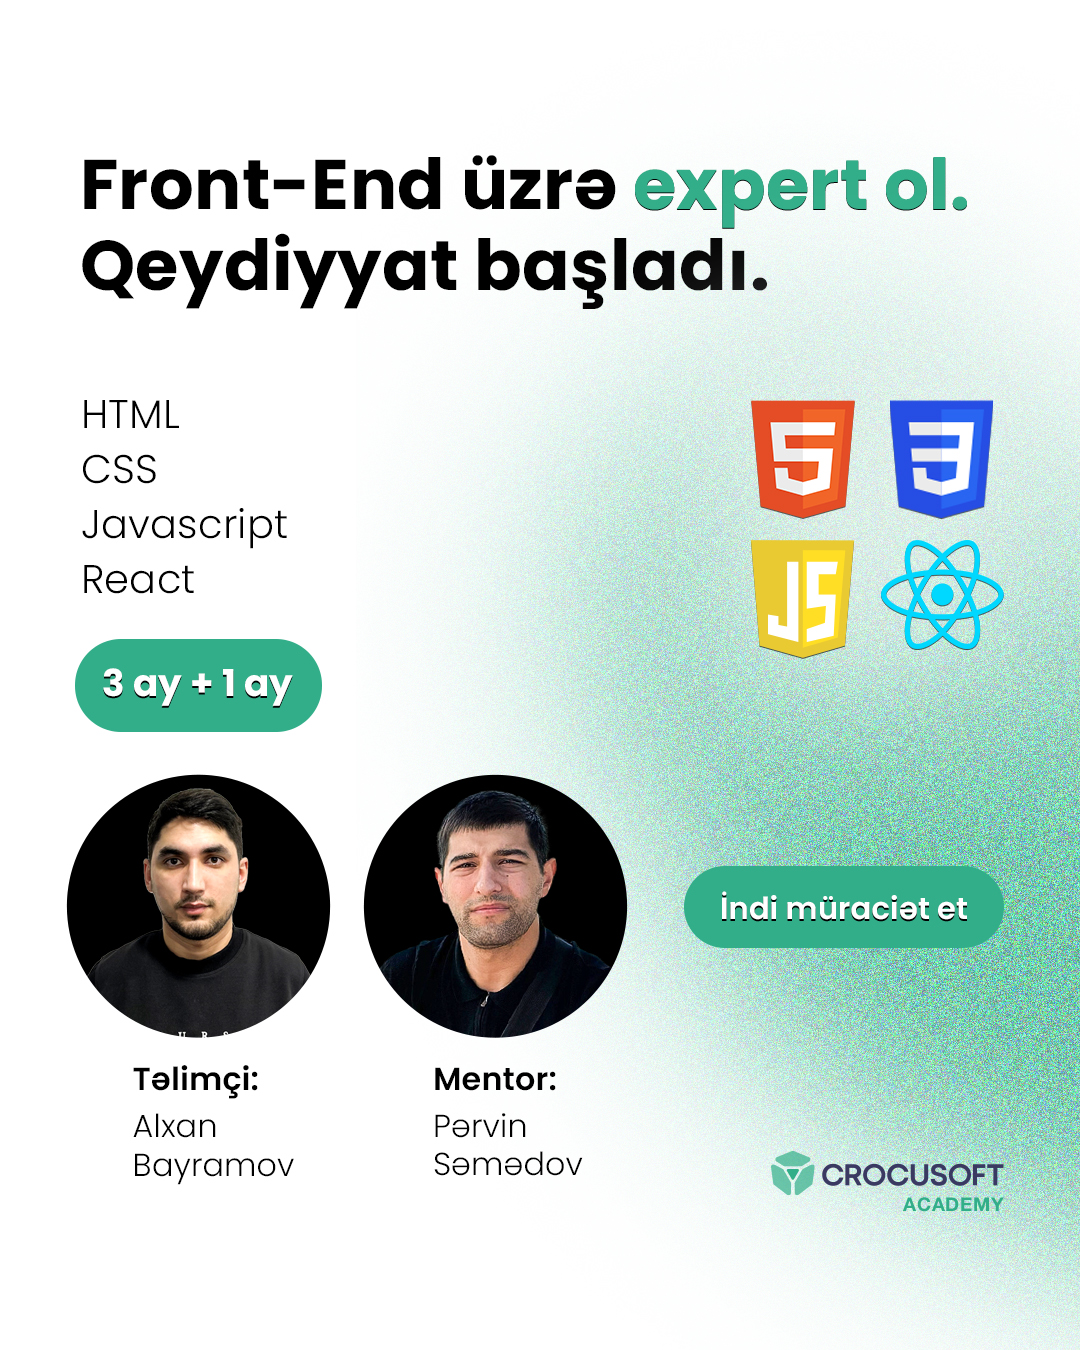 Front-End üzrə expert ol.
Qeydiyyat başladı.
HTML
CSS
Javascript
React
JS
3 ay + 1 ay
İndi müraciət et
U R S
Təlimçi:
Alxan
Bayramov
Mentor:
Pərvin
Səmədov
CROCUSOFT
ACADEMY